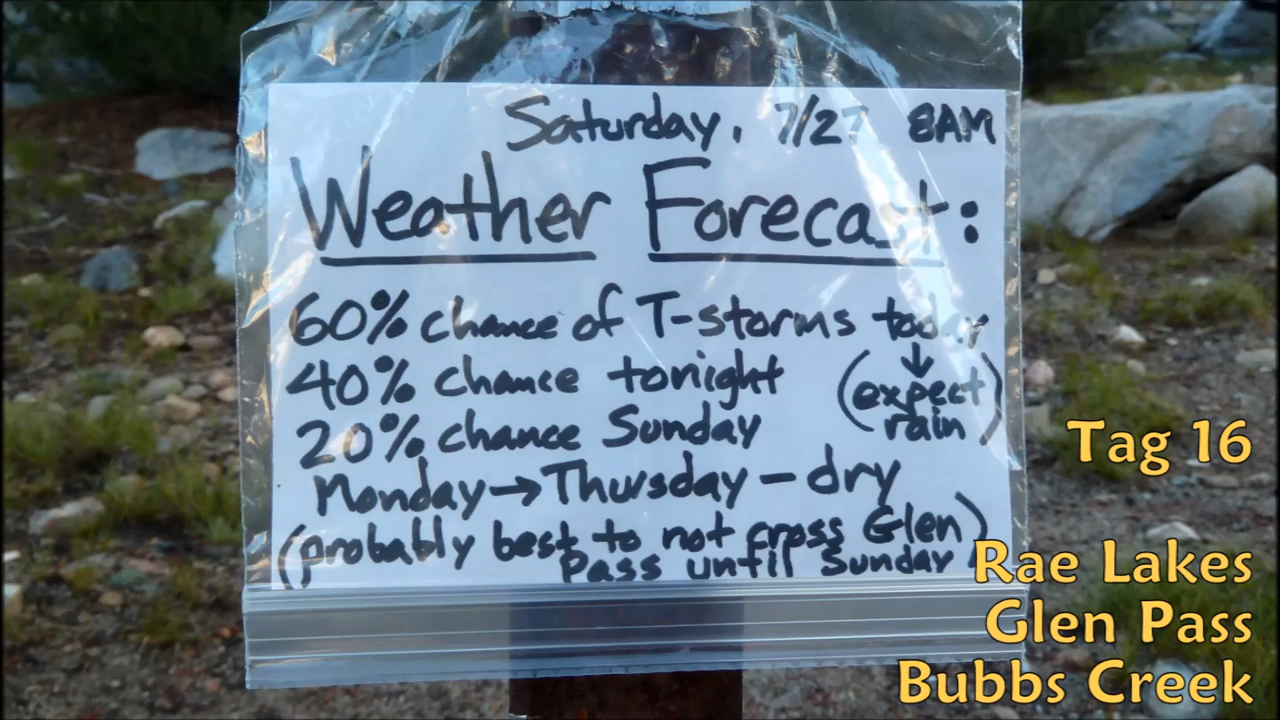 Saturday, 7/27 8AM
Weather Forecast:
60% chance of T-storms today
↓
40% chance tonight (expect
rain)
20% chance Sunday
Monday → Thursday - dry
(probably best to not cross Glen
Pass until Sunday)
Tag 16
Rae Lakes
Glen Pass
Bubbs Creek